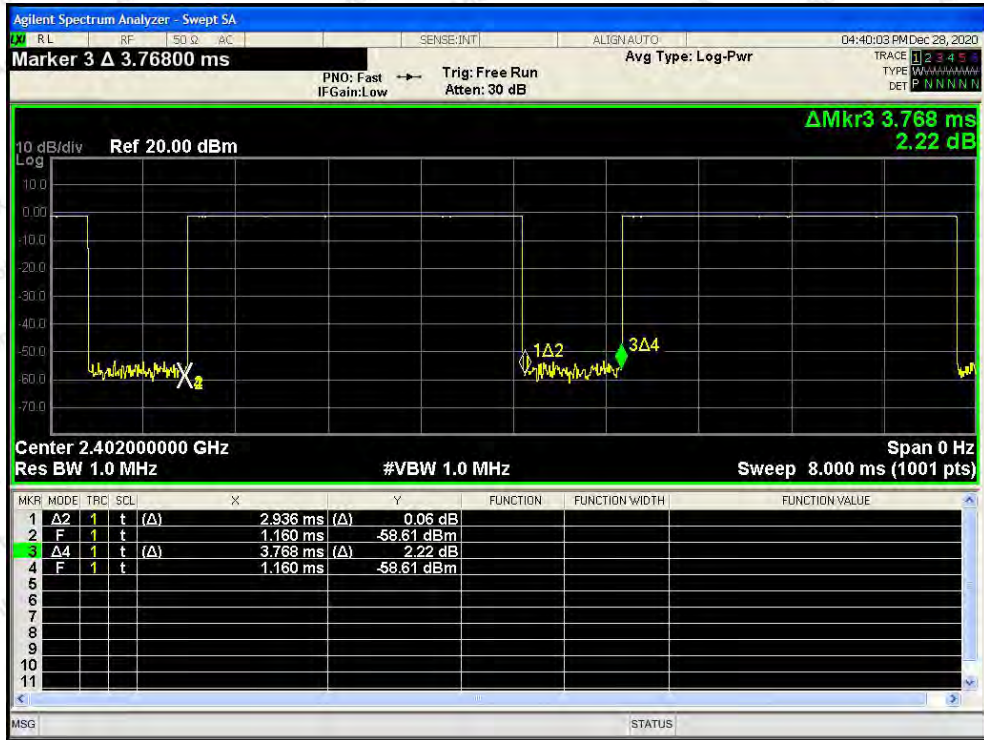 Agilent Spectrum Analyzer - Swept SA
LXI RL RF 50 Ω AC SENSE:INT ALIGNAUTO 04:40:03 PM Dec 28, 2020
Marker 3 Δ 3.76800 ms
PNO: Fast
IFGain:Low
Trig: Free Run
Atten: 30 dB
Avg Type: Log-Pwr
TRACE 1 2 3 4 5 6
TYPE WWWWWW
DET P N N N N N
ΔMkr3 3.768 ms
2.22 dB
10 dB/div Ref 20.00 dBm
Log
10.0
0.00
-10.0
-20.0
-30.0
-40.0
-50.0
-60.0
-70.0
1Δ2
3Δ4
Center 2.402000000 GHz Span 0 Hz
Res BW 1.0 MHz #VBW 1.0 MHz Sweep 8.000 ms (1001 pts)
MKR MODE TRC SCL X Y FUNCTION FUNCTION WIDTH FUNCTION VALUE
1 Δ2 1 t (Δ) 2.936 ms (Δ) 0.06 dB
2 F 1 t 1.160 ms -58.61 dBm
3 Δ4 1 t (Δ) 3.768 ms (Δ) 2.22 dB
4 F 1 t 1.160 ms -58.61 dBm
5
6
7
8
9
10
11
MSG STATUS